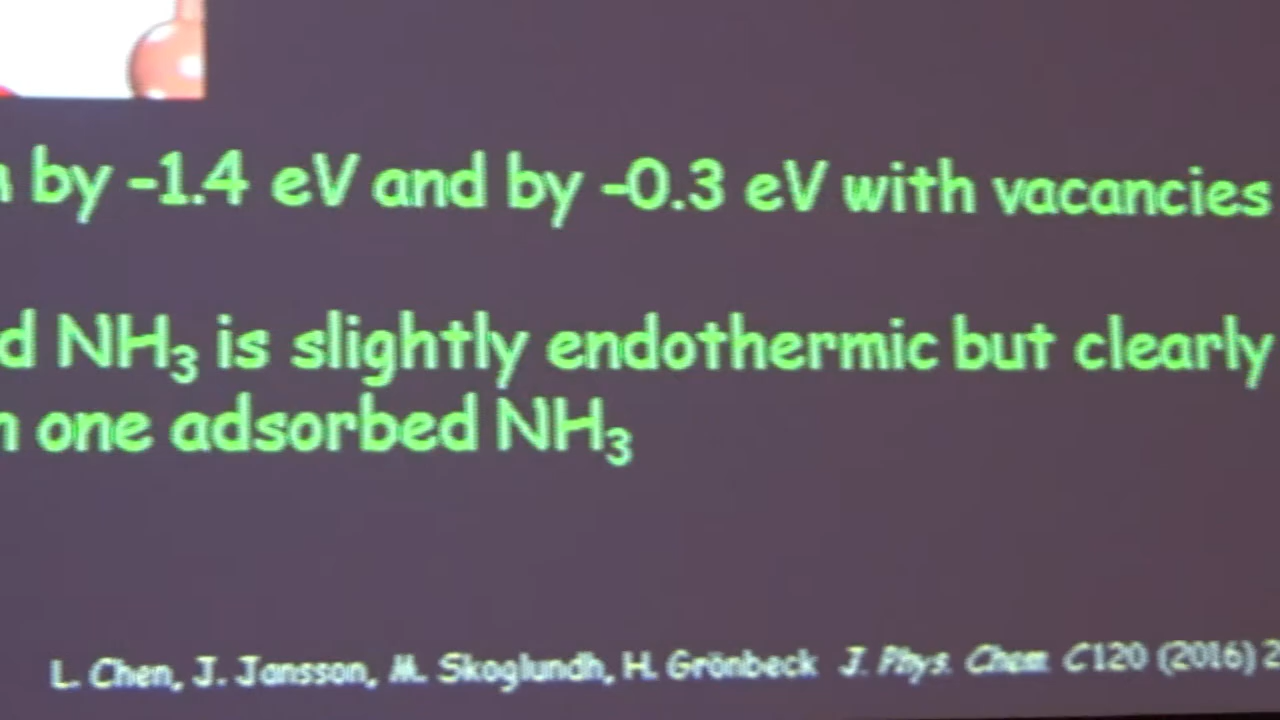 by -1.4 eV and by -0.3 eV with vacancies
NH₃ is slightly endothermic but clearly
one adsorbed NH₃
L. Chen, J. Jansson, M. Skoglundh, H. Grönbeck J. Phys. Chem. C 120 (2016) 2